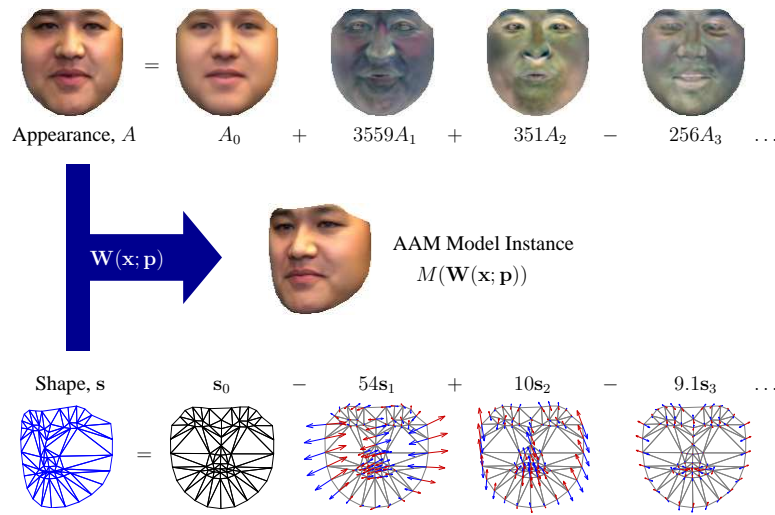 =
Appearance, A A₀ + 3559A₁ + 351A₂ − 256A₃ …
W(x; p)
AAM Model Instance
M(W(x; p))
Shape, s s₀ − 54s₁ + 10s₂ − 9.1s₃ …
=